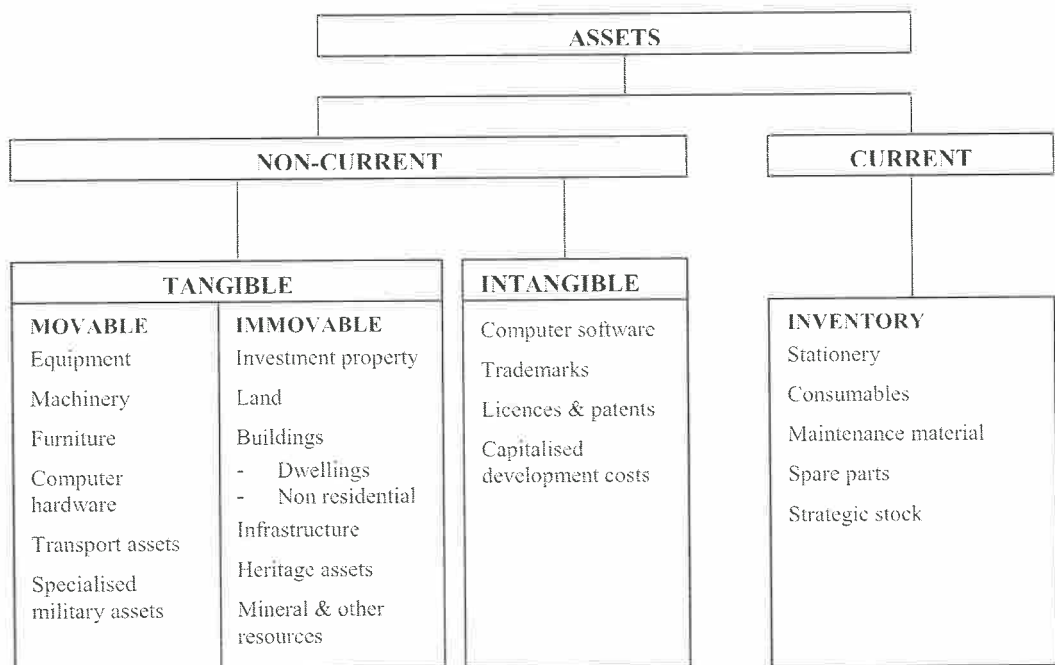 ASSETS
NON-CURRENT
CURRENT
TANGIBLE
MOVABLE
Equipment
Machinery
Furniture
Computer
hardware
Transport assets
Specialised
military assets
IMMOVABLE
Investment property
Land
Buildings
- Dwellings
- Non residential
Infrastructure
Heritage assets
Mineral & other
resources
INTANGIBLE
Computer software
Trademarks
Licences & patents
Capitalised
development costs
INVENTORY
Stationery
Consumables
Maintenance material
Spare parts
Strategic stock